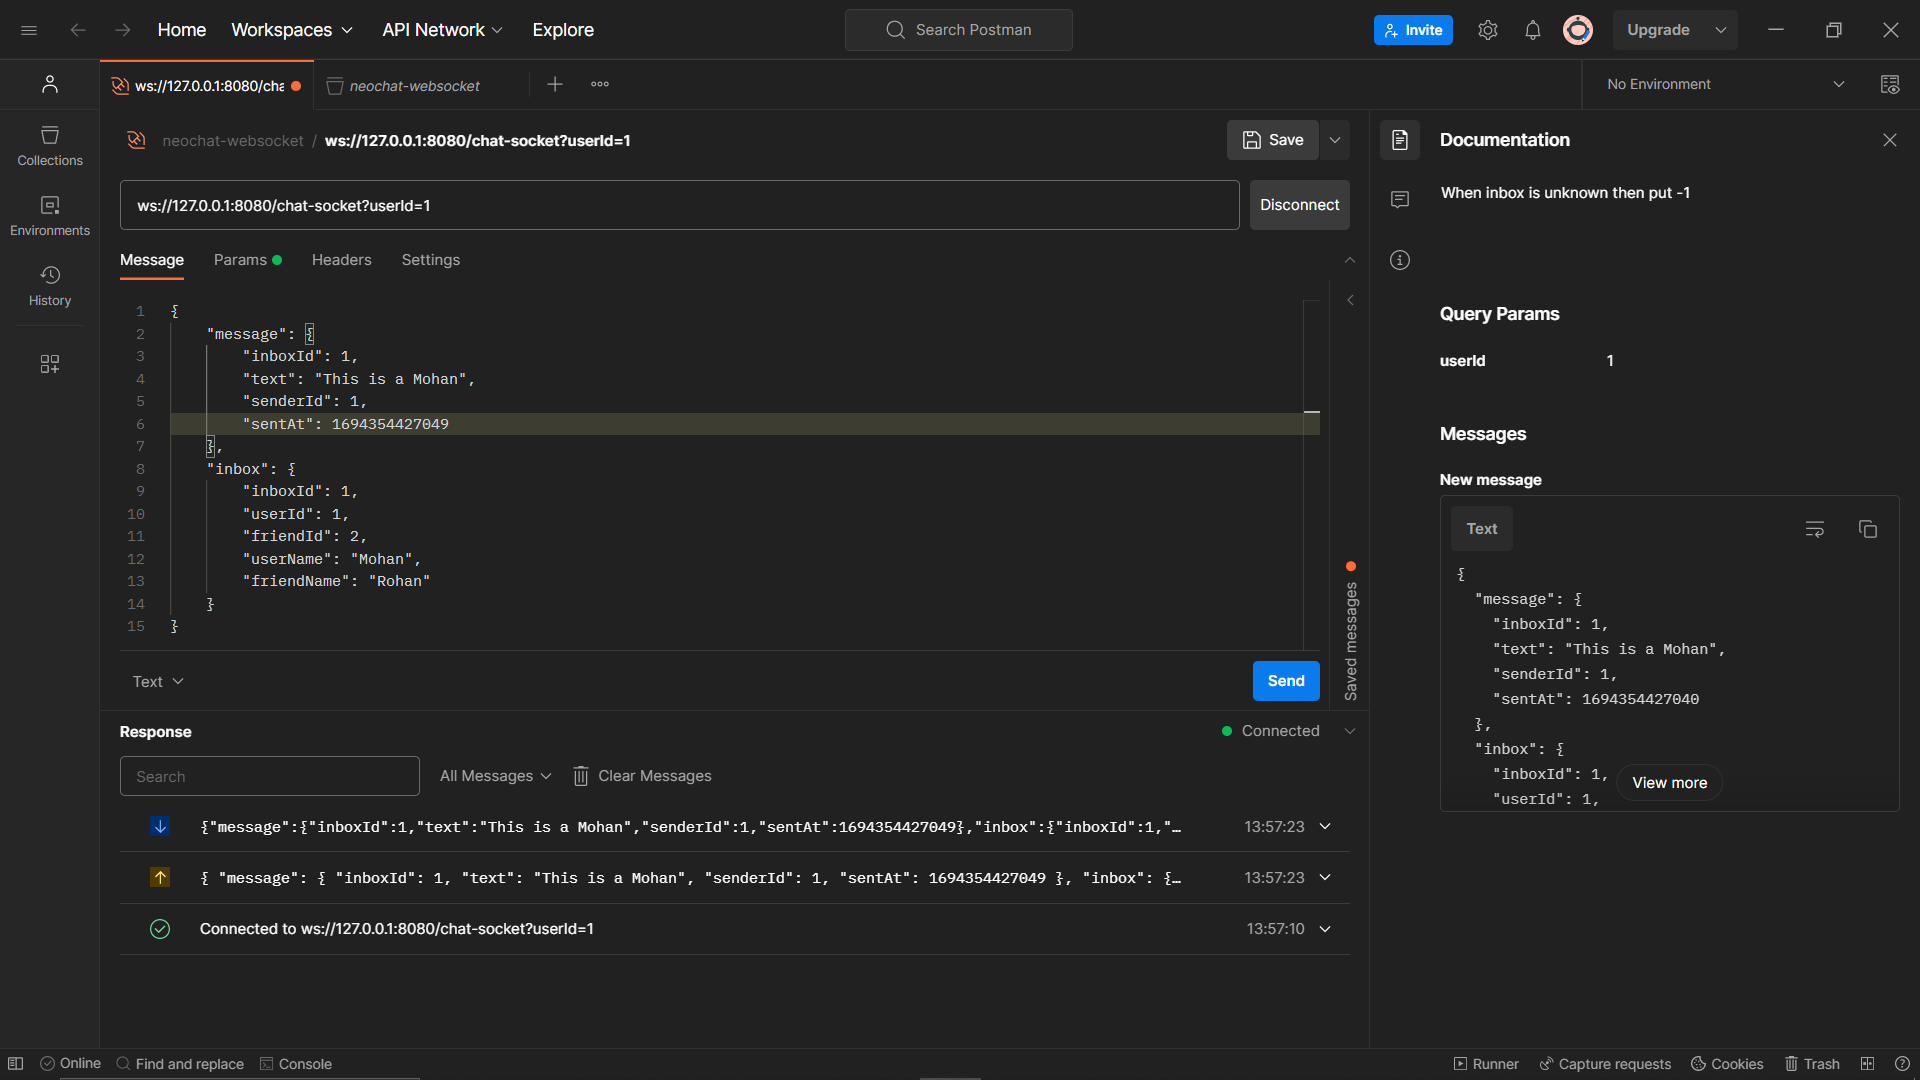 Home Workspaces API Network Explore Search Postman Invite Upgrade
ws://127.0.0.1:8080/cha neochat-websocket No Environment
Collections
Environments
History
neochat-websocket / ws://127.0.0.1:8080/chat-socket?userId=1 Save
ws://127.0.0.1:8080/chat-socket?userId=1 Disconnect
Message Params Headers Settings
1 {
2 "message": {
3 "inboxId": 1,
4 "text": "This is a Mohan",
5 "senderId": 1,
6 "sentAt": 1694354427049
7 },
8 "inbox": {
9 "inboxId": 1,
10 "userId": 1,
11 "friendId": 2,
12 "userName": "Mohan",
13 "friendName": "Rohan"
14 }
15 }
Saved messages
Text Send
Response Connected
Search All Messages Clear Messages
{"message":{"inboxId":1,"text":"This is a Mohan","senderId":1,"sentAt":1694354427049},"inbox":{"inboxId":1,"… 13:57:23
{ "message": { "inboxId": 1, "text": "This is a Mohan", "senderId": 1, "sentAt": 1694354427049 }, "inbox": {… 13:57:23
Connected to ws://127.0.0.1:8080/chat-socket?userId=1 13:57:10
Documentation
When inbox is unknown then put -1
Query Params
userId 1
Messages
New message
Text
{
"message": {
"inboxId": 1,
"text": "This is a Mohan",
"senderId": 1,
"sentAt": 1694354427040
},
"inbox": {
"inboxId": 1,
View more
"userId": 1,
Online Find and replace Console Runner Capture requests Cookies Trash